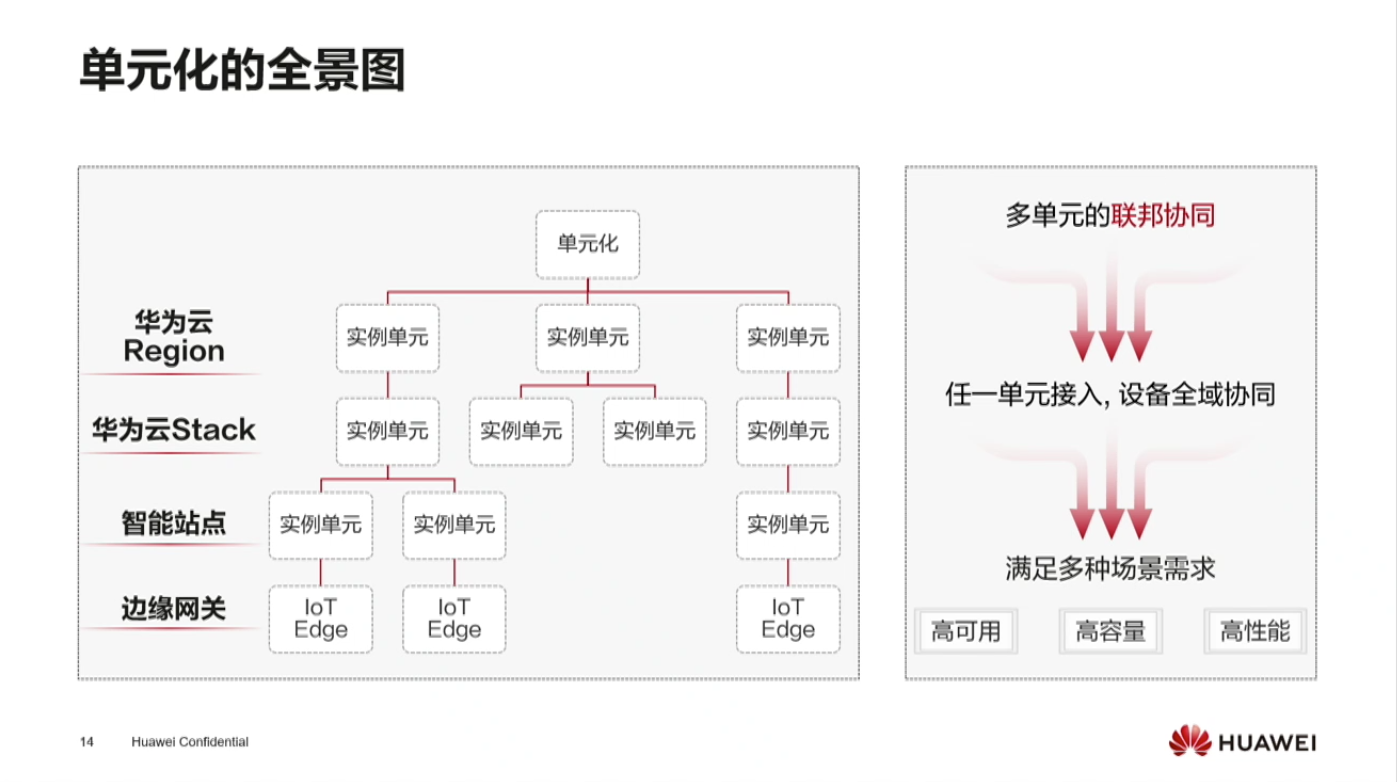 单元化的全景图
单元化
华为云
Region
实例单元
实例单元
实例单元
华为云Stack
实例单元
实例单元
实例单元
实例单元
智能站点
实例单元
实例单元
实例单元
边缘网关
IoT
Edge
IoT
Edge
IoT
Edge
多单元的联邦协同
任一单元接入, 设备全域协同
满足多种场景需求
高可用
高容量
高性能
14
Huawei Confidential
HUAWEI